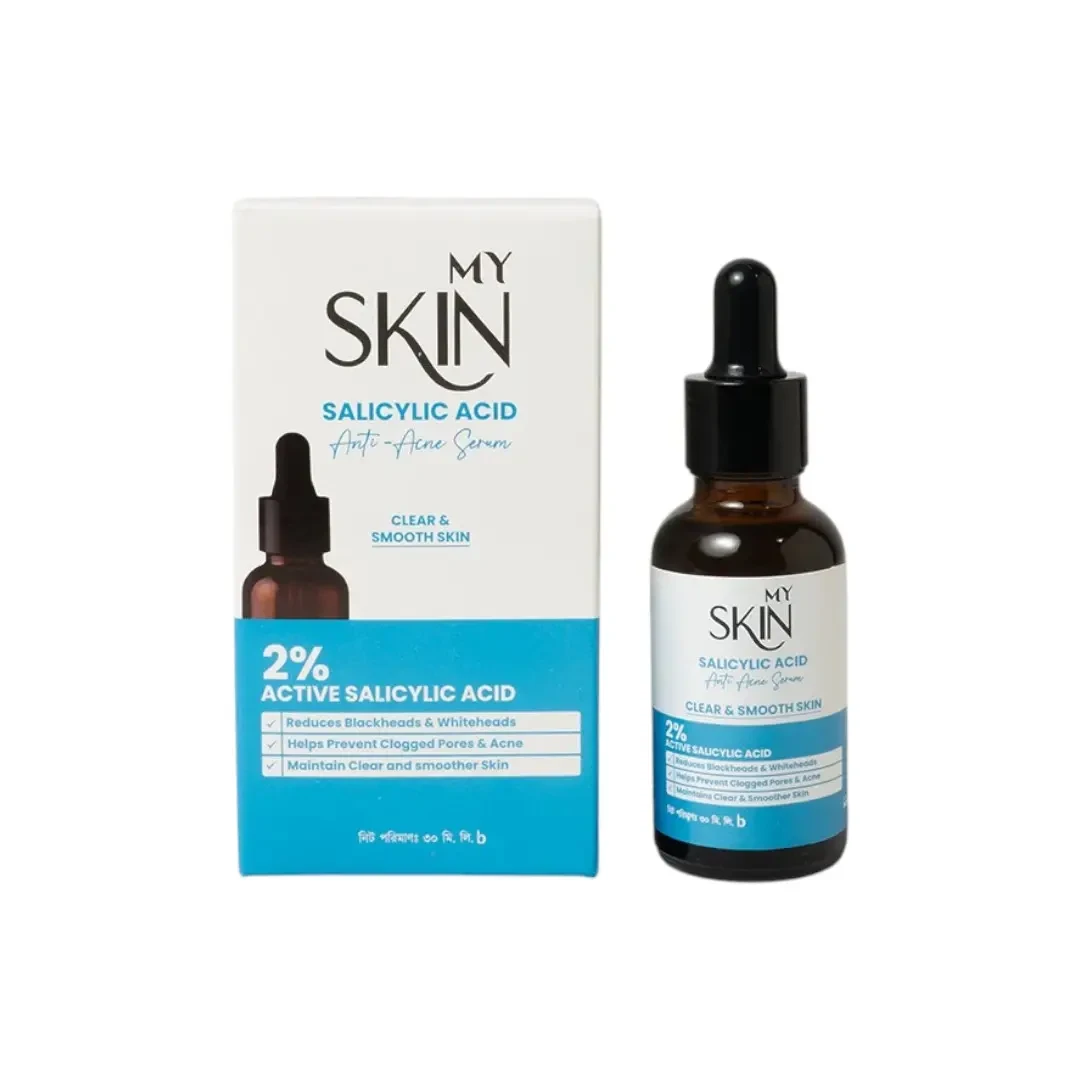 MY
SKIN
SALICYLIC ACID
Anti-Acne Serum
CLEAR &
SMOOTH SKIN
2%
ACTIVE SALICYLIC ACID
Reduces Blackheads & Whiteheads
Helps Prevent Clogged Pores & Acne
Maintain Clear and smoother Skin
নিট পরিমাণঃ ৩০ মি. লি. b
MY
SKIN
SALICYLIC ACID
Anti Acne Serum
CLEAR & SMOOTH SKIN
2%
ACTIVE SALICYLIC ACID
Reduces Blackheads & Whiteheads
Helps Prevent Clogged Pores & Acne
Maintains Clear & Smoother Skin
নিট পরিমাণঃ ৩০ মি. লি. b